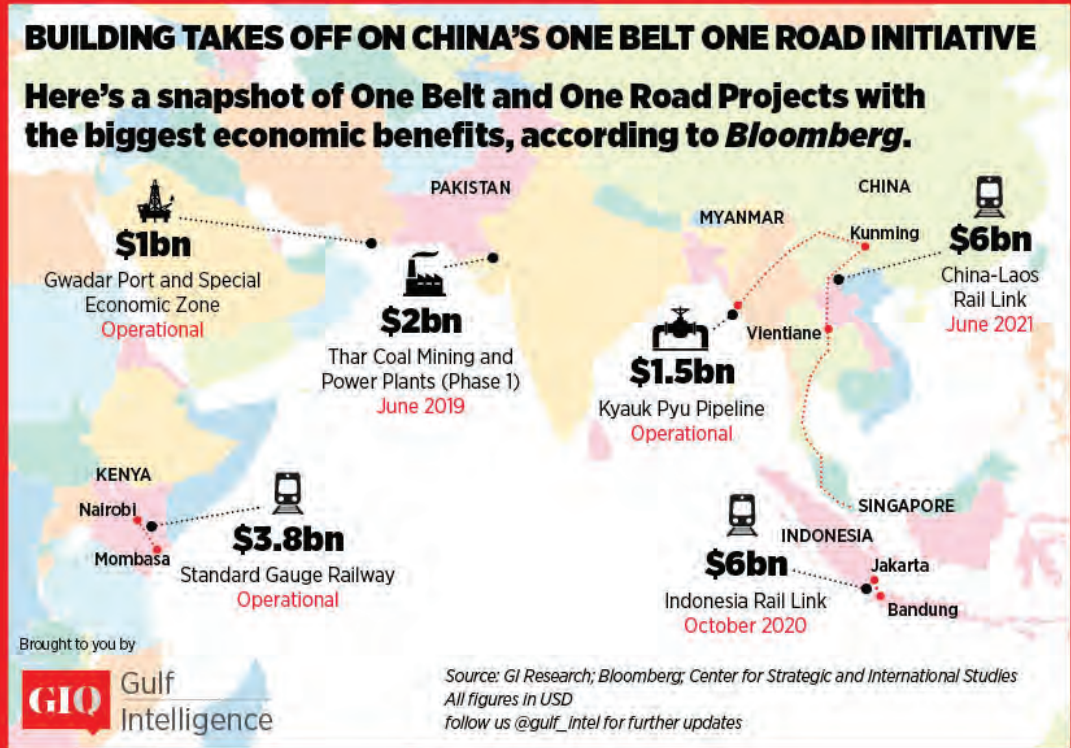 BUILDING TAKES OFF ON CHINA'S ONE BELT ONE ROAD INITIATIVE
Here's a snapshot of One Belt and One Road Projects with
the biggest economic benefits, according to Bloomberg.
PAKISTAN
CHINA
MYANMAR
Kunming
$1bn
Gwadar Port and Special
Economic Zone
Operational
$2bn
Thar Coal Mining and
Power Plants (Phase 1)
June 2019
$6bn
China-Laos
Rail Link
June 2021
Vientiane
$1.5bn
Kyauk Pyu Pipeline
Operational
KENYA
Nairobi
Mombasa
$3.8bn
Standard Gauge Railway
Operational
SINGAPORE
INDONESIA
$6bn
Indonesia Rail Link
October 2020
Jakarta
Bandung
Brought to you by
GIQ
Gulf
Intelligence
Source: GI Research; Bloomberg; Center for Strategic and International Studies
All figures in USD
follow us @gulf_intel for further updates